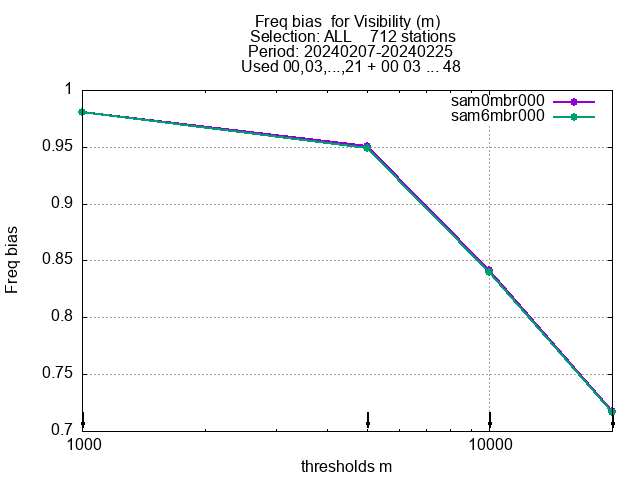 Freq bias  for Visibility (m)
Selection: ALL    712 stations
Period: 20240207-20240225
Used 00,03,...,21 + 00 03 ... 48
sam0mbr000
sam6mbr000
1
0.95
0.9
0.85
0.8
0.75
0.7
Freq bias
1000
10000
thresholds m